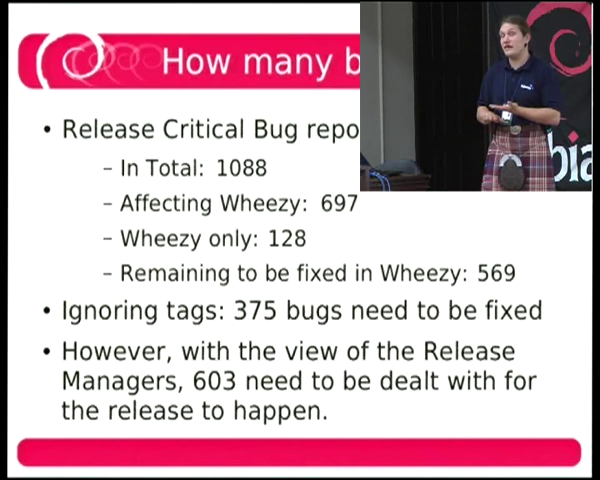 How many b
• Release Critical Bug repo
– In Total: 1088
– Affecting Wheezy: 697
– Wheezy only: 128
– Remaining to be fixed in Wheezy: 569
• Ignoring tags: 375 bugs need to be fixed
• However, with the view of the Release
Managers, 603 need to be dealt with for
the release to happen.
bia